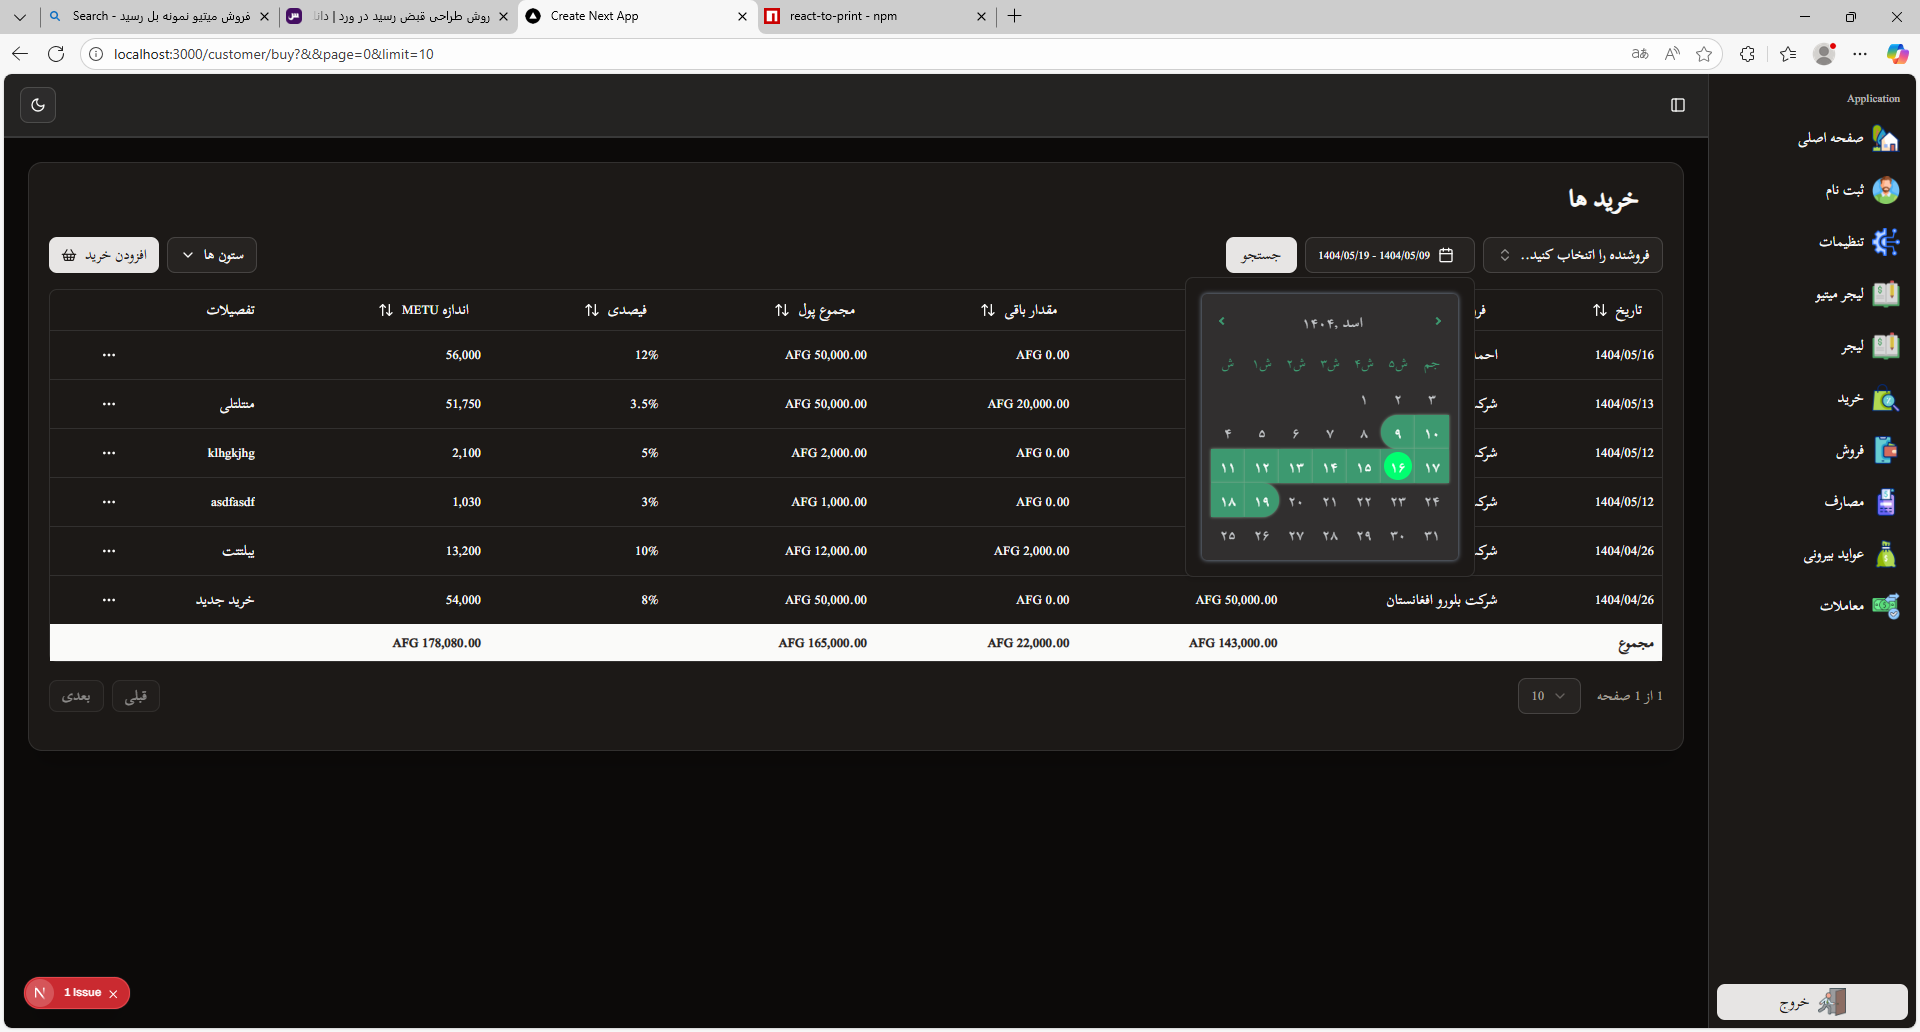 Search - فروش میتیو نمونه بل رسید
روش طراحی قبض رسید در ورد | دانا
Create Next App
react-to-print - npm
localhost:3000/customer/buy?&&page=0&limit=10
Application
صفحه اصلی
ثبت نام
تنظیمات
لیجر میتیو
لیجر
خرید
فروش
مصارف
عواید بیرونی
معاملات
خروج
خرید ها
فروشنده را انتخاب کنید..
1404/05/19 - 1404/05/09
جستجو
ستون ها
افزودن خرید
تاریخ فر مقدار باقی مجموع پول فیصدی اندازه METU تفصیلات
1404/05/16 احمد AFG 0.00 AFG 50,000.00 12% 56,000
1404/05/13 شرک AFG 20,000.00 AFG 50,000.00 3.5% 51,750 منتلتلی
1404/05/12 شرک AFG 0.00 AFG 2,000.00 5% 2,100 klhgkjhg
1404/05/12 شرک AFG 0.00 AFG 1,000.00 3% 1,030 asdfasdf
1404/04/26 شرک AFG 2,000.00 AFG 12,000.00 10% 13,200 یبلتتت
1404/04/26 شرکت بلورو افغانستان AFG 50,000.00 AFG 0.00 AFG 50,000.00 8% 54,000 خرید جدید
مجموع AFG 143,000.00 AFG 22,000.00 AFG 165,000.00 AFG 178,080.00
اسد ,۱۴۰۴
ش ش۱ ش۲ ش۳ ش۴ ش۵ جم
۱ ۲ ۳
۴ ۵ ۶ ۷ ۸ ۹ ۱۰
۱۱ ۱۲ ۱۳ ۱۴ ۱۵ ۱۶ ۱۷
۱۸ ۱۹ ۲۰ ۲۱ ۲۲ ۲۳ ۲۴
۲۵ ۲۶ ۲۷ ۲۸ ۲۹ ۳۰ ۳۱
1 از 1 صفحه
10
قبلی
بعدی
N 1 Issue